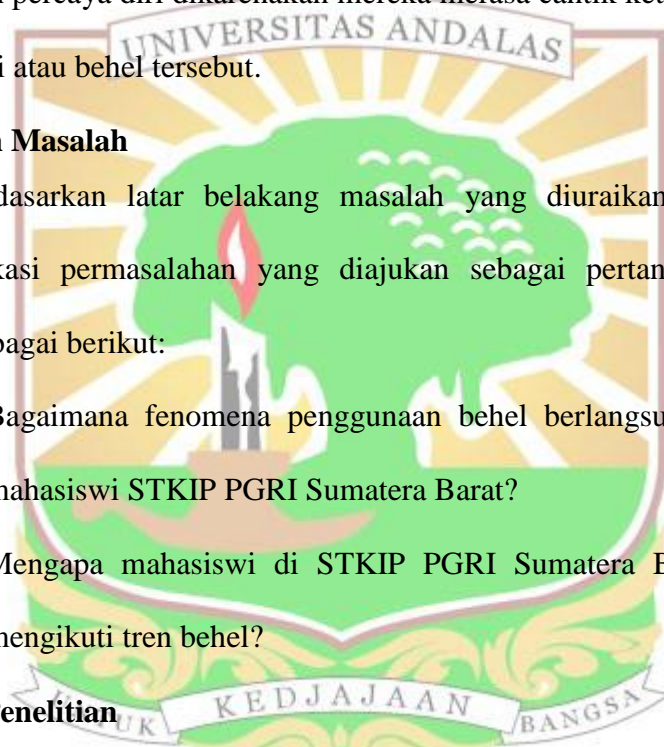 percaya diri dikarenakan mereka merasa cantik
UNIVERSITAS ANDALAS
atau behel tersebut.
Masalah
dasarkan latar belakang masalah yang diuraikan
kasi permasalahan yang diajukan sebagai pertan
bagai berikut:
Bagaimana fenomena penggunaan behel berlangsu
mahasiswi STKIP PGRI Sumatera Barat?
Mengapa mahasiswi di STKIP PGRI Sumatera B
mengikuti tren behel?
Penelitian
UNTUK KEDJAJAAN BANGSA